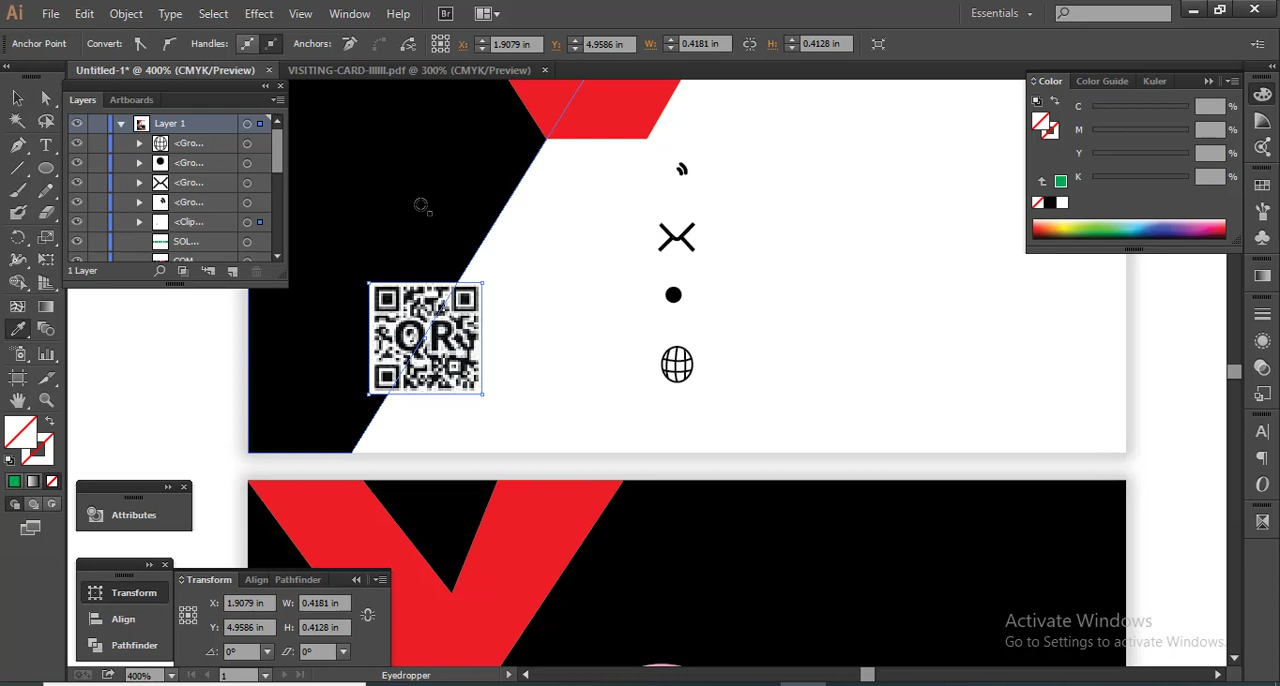 Ai File Edit Object Type Select Effect View Window Help Br Essentials
Anchor Point Convert: Handles: Anchors: X: 1.9079 in Y: 4.9586 in W: 0.4181 in H: 0.4128 in
Untitled-1* @ 400% (CMYK/Preview) × VISITING-CARD-IIIIII.pdf @ 300% (CMYK/Preview) ×
Layers Artboards
Layer 1
<Gro...
<Gro...
<Gro...
<Gro...
<Clip...
SOL...
COM...
1 Layer
Color Color Guide Kuler
C %
M %
Y %
K %
QR
Attributes
Transform
Align
Pathfinder
Transform Align Pathfinder
X: 1.9079 in W: 0.4181 in
Y: 4.9586 in H: 0.4128 in
0° 0°
Activate Windows
Go to Settings to activate Windows.
400% 1 Eyedropper